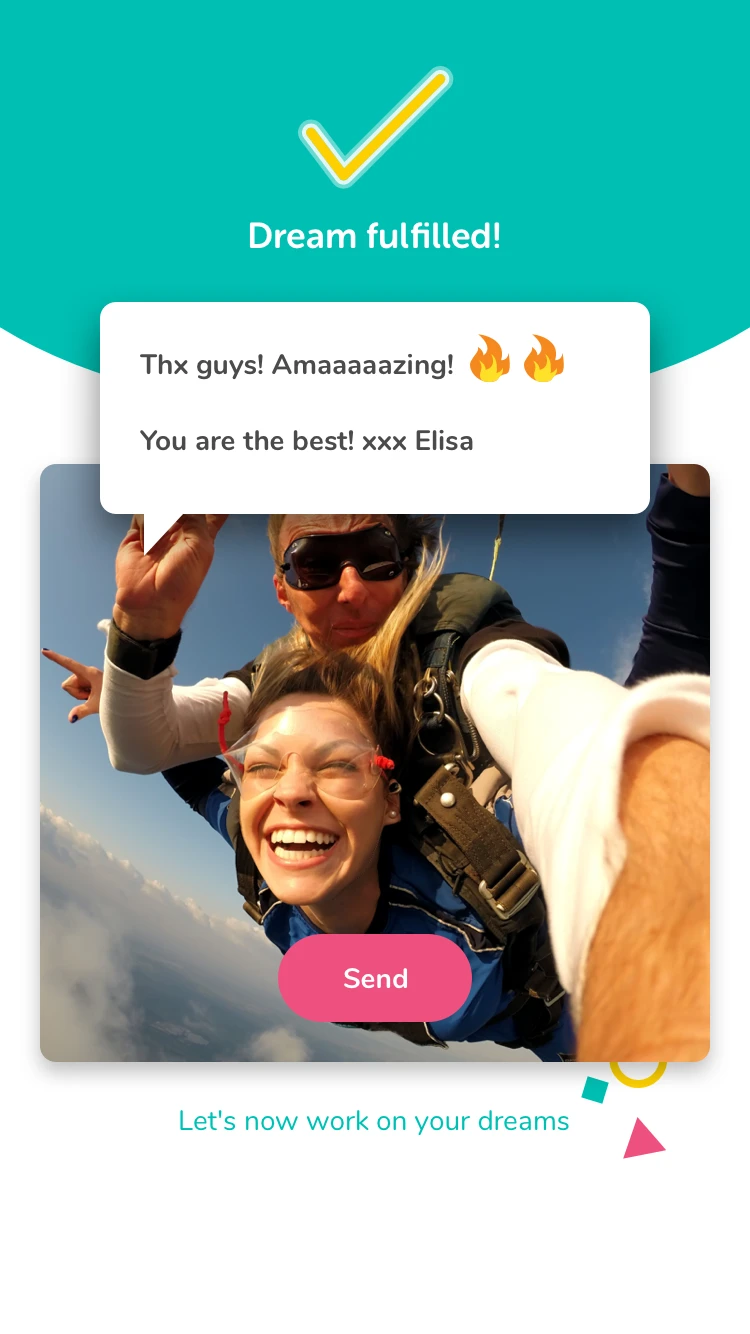 Dream fulfilled!
Thx guys! Amaaaaazing! 🔥 🔥
You are the best! xxx Elisa
Send
Let's now work on your dreams